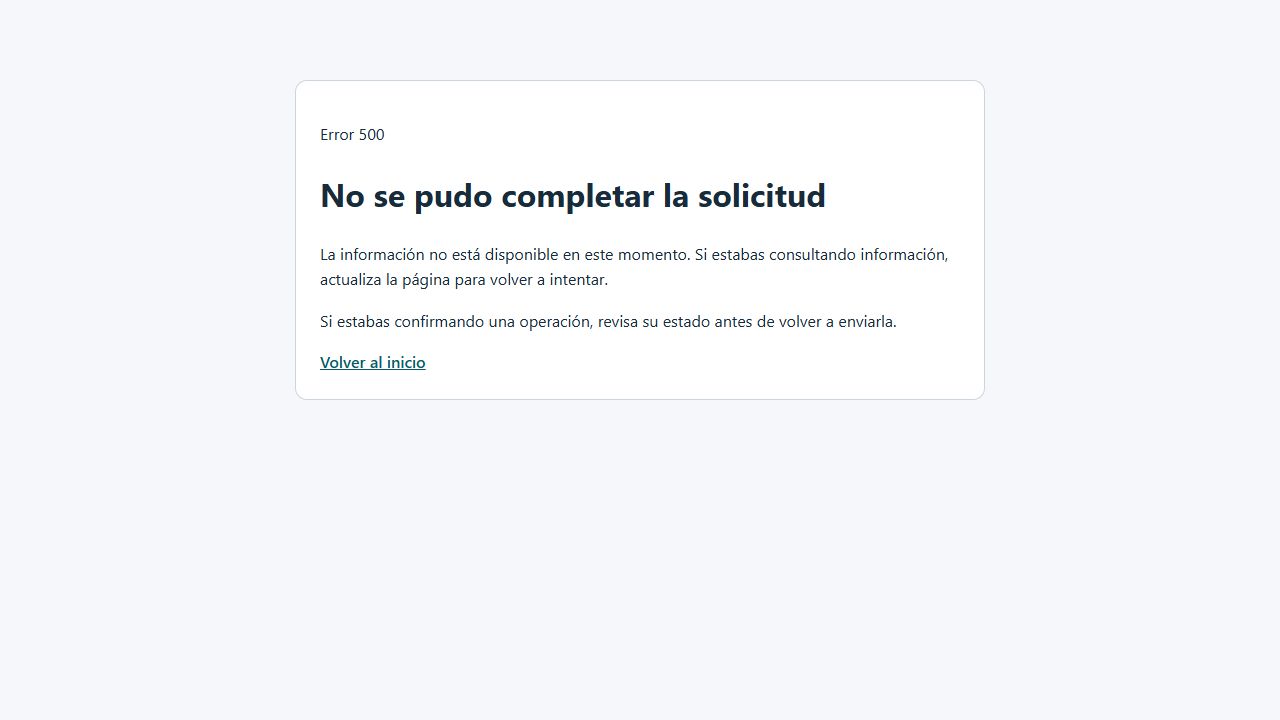 Error 500
No se pudo completar la solicitud
La información no está disponible en este momento. Si estabas consultando información,
actualiza la página para volver a intentar.
Si estabas confirmando una operación, revisa su estado antes de volver a enviarla.
Volver al inicio